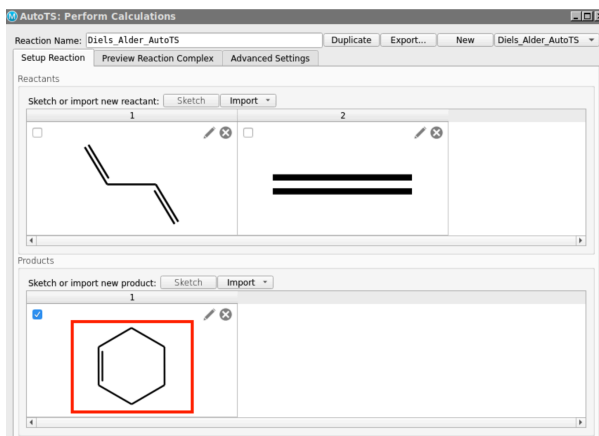 AutoTS: Perform Calculations
Reaction Name: Diels_Alder_AutoTS Duplicate Export... New Diels_Alder_AutoTS
Setup Reaction Preview Reaction Complex Advanced Settings
Reactants
Sketch or import new reactant: Sketch Import
1 2
Products
Sketch or import new product: Sketch Import
1